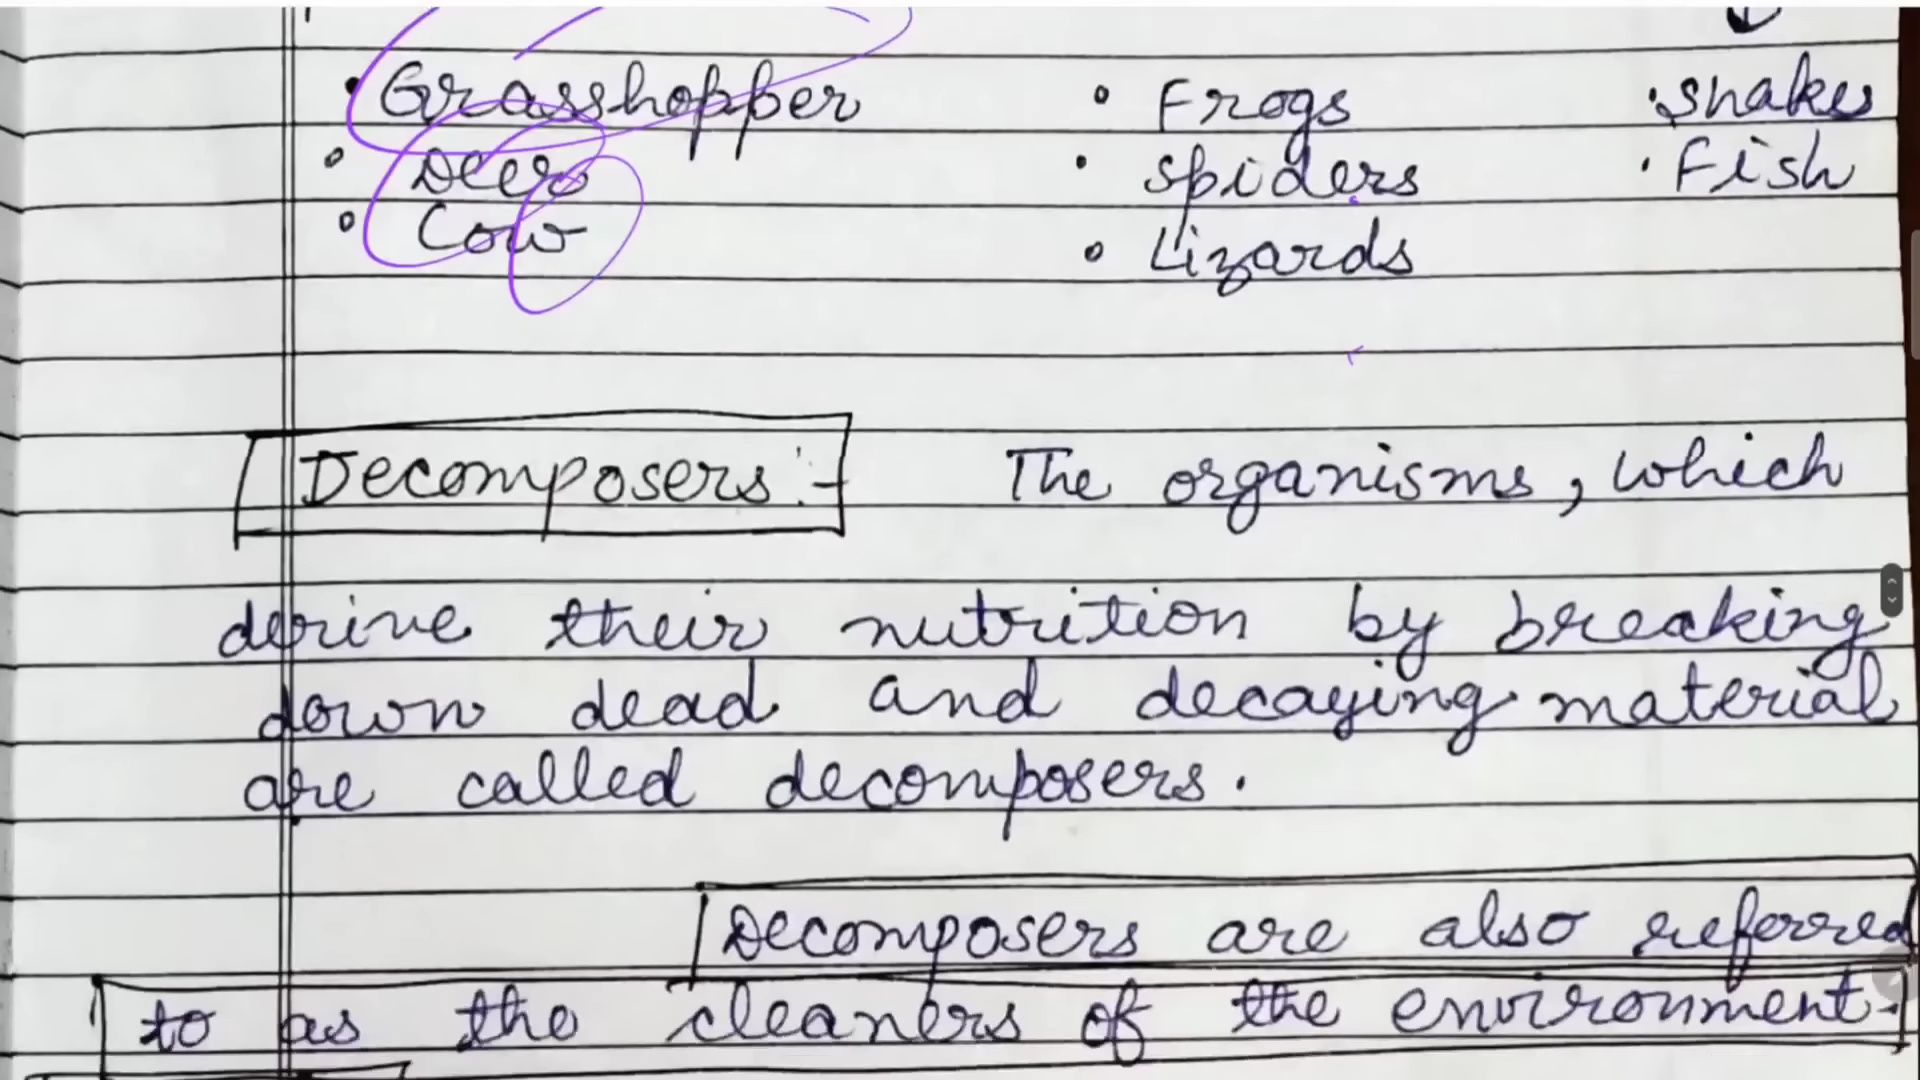 • Grasshopper • Frogs • snakes
• Deer • spiders • Fish
• Cow • Lizards
Decomposers :- The organisms, which
derive their nutrition by breaking
down dead and decaying material
are called decomposers.
Decomposers are also referred
to as the cleaners of the environment.